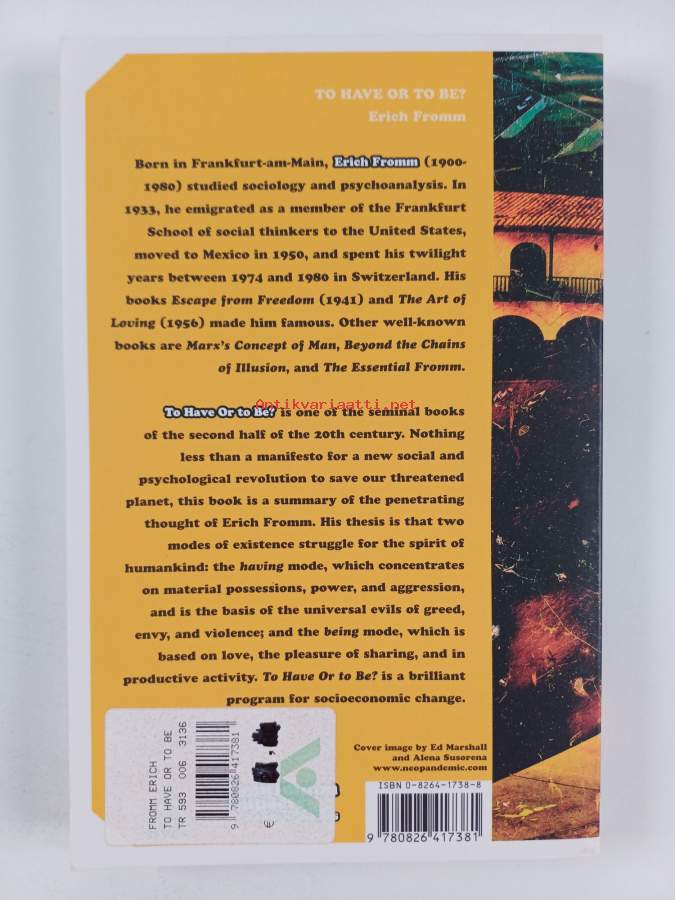 TO HAVE OR TO BE?
Erich Fromm
Born in Frankfurt-am-Main, Erich Fromm (1900-
1980) studied sociology and psychoanalysis. In
1933, he emigrated as a member of the Frankfurt
School of social thinkers to the United States,
moved to Mexico in 1950, and spent his twilight
years between 1974 and 1980 in Switzerland. His
books Escape from Freedom (1941) and The Art of
Loving (1956) made him famous. Other well-known
books are Marx's Concept of Man, Beyond the Chains
of Illusion, and The Essential Fromm.
Antikvariaatti.net
To Have Or to Be? is one of the seminal books
of the second half of the 20th century. Nothing
less than a manifesto for a new social and
psychological revolution to save our threatened
planet, this book is a summary of the penetrating
thought of Erich Fromm. His thesis is that two
modes of existence struggle for the spirit of
humankind: the having mode, which concentrates
on material possessions, power, and aggression,
and is the basis of the universal evils of greed,
envy, and violence; and the being mode, which is
based on love, the pleasure of sharing, and in
productive activity. To Have Or to Be? is a brilliant
program for socioeconomic change.
Cover image by Ed Marshall
and Alena Susorena
www.neopandemic.com
ISBN 0-8264-1738-8
9 780826 417381
FROMM ERICH
TO HAVE OR TO BE
TR 593 006 3136
9 780826 417381
€